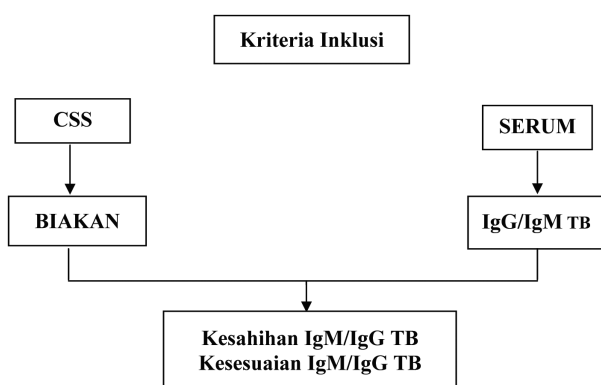 Kriteria Inklusi
CSS
SERUM
BIAKAN
IgG/IgM TB
Kesahihan IgM/IgG TB
Kesesuaian IgM/IgG TB